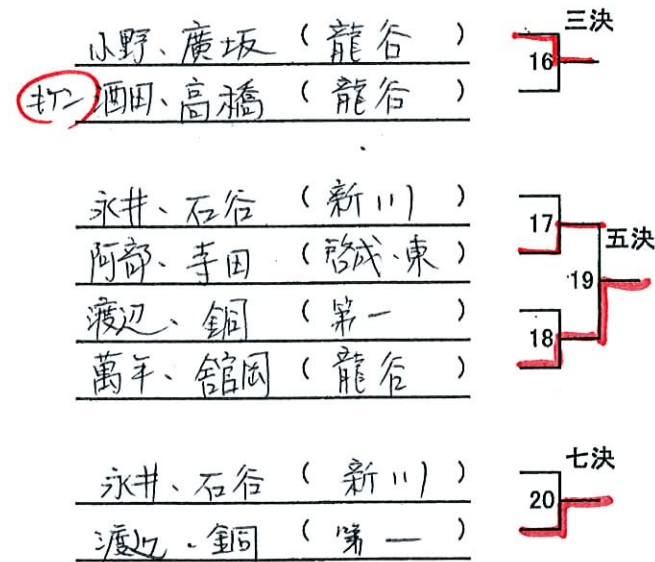 三決
小野、廣坂 (龍谷)
16
キケン 酒田、高橋 (龍谷)
永井、石谷 (新川)
17
五決
阿部、寺田 (啓成、東)
19
渡辺、銅 (第一)
18
萬年、舘岡 (龍谷)
七決
永井、石谷 (新川)
20
渡辺、銅 (第一)